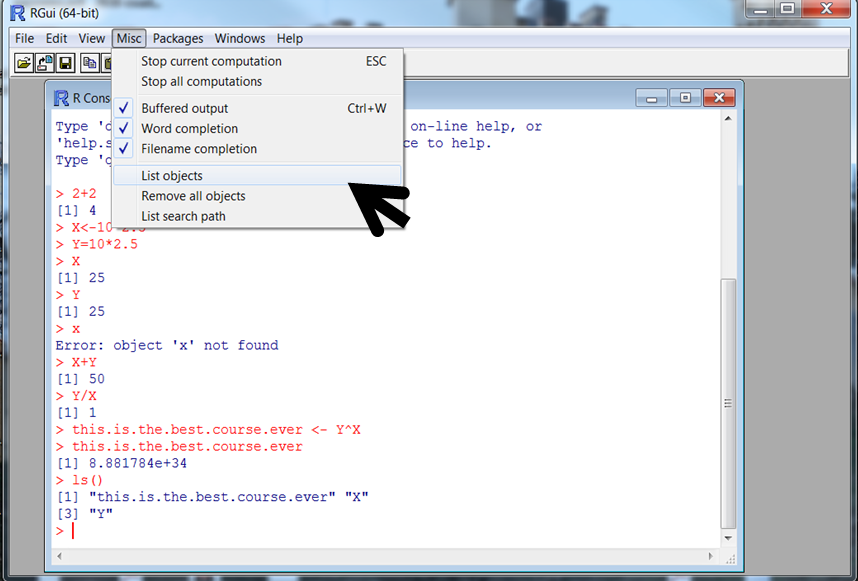 RGui (64-bit)
File Edit View Misc Packages Windows Help
Stop current computation ESC
Stop all computations
Buffered output Ctrl+W
Word completion
Filename completion
List objects
Remove all objects
List search path
R Cons
Type 'd on-line help, or
'help.s ce to help.
Type 'q
> 2+2
[1] 4
> X<-10*2.5
> Y=10*2.5
> X
[1] 25
> Y
[1] 25
> x
Error: object 'x' not found
> X+Y
[1] 50
> Y/X
[1] 1
> this.is.the.best.course.ever <- Y^X
> this.is.the.best.course.ever
[1] 8.881784e+34
> ls()
[1] "this.is.the.best.course.ever" "X"
[3] "Y"
>